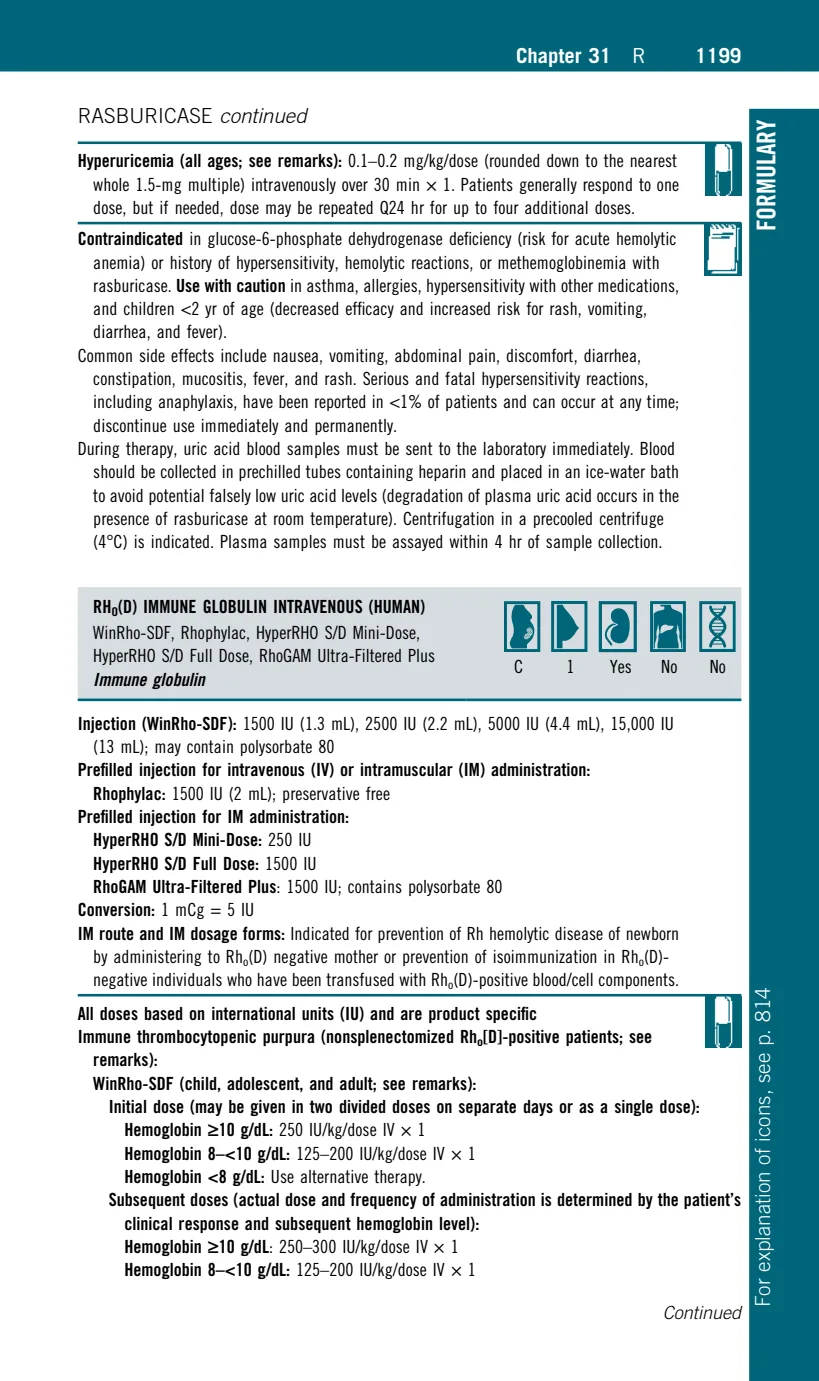 Chapter 31 R 1199
RASBURICASE continued
Hyperuricemia (all ages; see remarks): 0.1–0.2 mg/kg/dose (rounded down to the nearest
whole 1.5-mg multiple) intravenously over 30 min × 1. Patients generally respond to one
dose, but if needed, dose may be repeated Q24 hr for up to four additional doses.
Contraindicated in glucose-6-phosphate dehydrogenase deficiency (risk for acute hemolytic
anemia) or history of hypersensitivity, hemolytic reactions, or methemoglobinemia with
rasburicase. Use with caution in asthma, allergies, hypersensitivity with other medications,
and children <2 yr of age (decreased efficacy and increased risk for rash, vomiting,
diarrhea, and fever).
Common side effects include nausea, vomiting, abdominal pain, discomfort, diarrhea,
constipation, mucositis, fever, and rash. Serious and fatal hypersensitivity reactions,
including anaphylaxis, have been reported in <1% of patients and can occur at any time;
discontinue use immediately and permanently.
During therapy, uric acid blood samples must be sent to the laboratory immediately. Blood
should be collected in prechilled tubes containing heparin and placed in an ice-water bath
to avoid potential falsely low uric acid levels (degradation of plasma uric acid occurs in the
presence of rasburicase at room temperature). Centrifugation in a precooled centrifuge
(4°C) is indicated. Plasma samples must be assayed within 4 hr of sample collection.
RH₀(D) IMMUNE GLOBULIN INTRAVENOUS (HUMAN)
WinRho-SDF, Rhophylac, HyperRHO S/D Mini-Dose,
HyperRHO S/D Full Dose, RhoGAM Ultra-Filtered Plus
Immune globulin
C 1 Yes No No
Injection (WinRho-SDF): 1500 IU (1.3 mL), 2500 IU (2.2 mL), 5000 IU (4.4 mL), 15,000 IU
(13 mL); may contain polysorbate 80
Prefilled injection for intravenous (IV) or intramuscular (IM) administration:
Rhophylac: 1500 IU (2 mL); preservative free
Prefilled injection for IM administration:
HyperRHO S/D Mini-Dose: 250 IU
HyperRHO S/D Full Dose: 1500 IU
RhoGAM Ultra-Filtered Plus: 1500 IU; contains polysorbate 80
Conversion: 1 mCg = 5 IU
IM route and IM dosage forms: Indicated for prevention of Rh hemolytic disease of newborn
by administering to Rhₒ(D) negative mother or prevention of isoimmunization in Rhₒ(D)-
negative individuals who have been transfused with Rhₒ(D)-positive blood/cell components.
All doses based on international units (IU) and are product specific
Immune thrombocytopenic purpura (nonsplenectomized Rhₒ[D]-positive patients; see
remarks):
WinRho-SDF (child, adolescent, and adult; see remarks):
Initial dose (may be given in two divided doses on separate days or as a single dose):
Hemoglobin ≥10 g/dL: 250 IU/kg/dose IV × 1
Hemoglobin 8–<10 g/dL: 125–200 IU/kg/dose IV × 1
Hemoglobin <8 g/dL: Use alternative therapy.
Subsequent doses (actual dose and frequency of administration is determined by the patient's
clinical response and subsequent hemoglobin level):
Hemoglobin ≥10 g/dL: 250–300 IU/kg/dose IV × 1
Hemoglobin 8–<10 g/dL: 125–200 IU/kg/dose IV × 1
Continued
FORMULARY
For explanation of icons, see p. 814